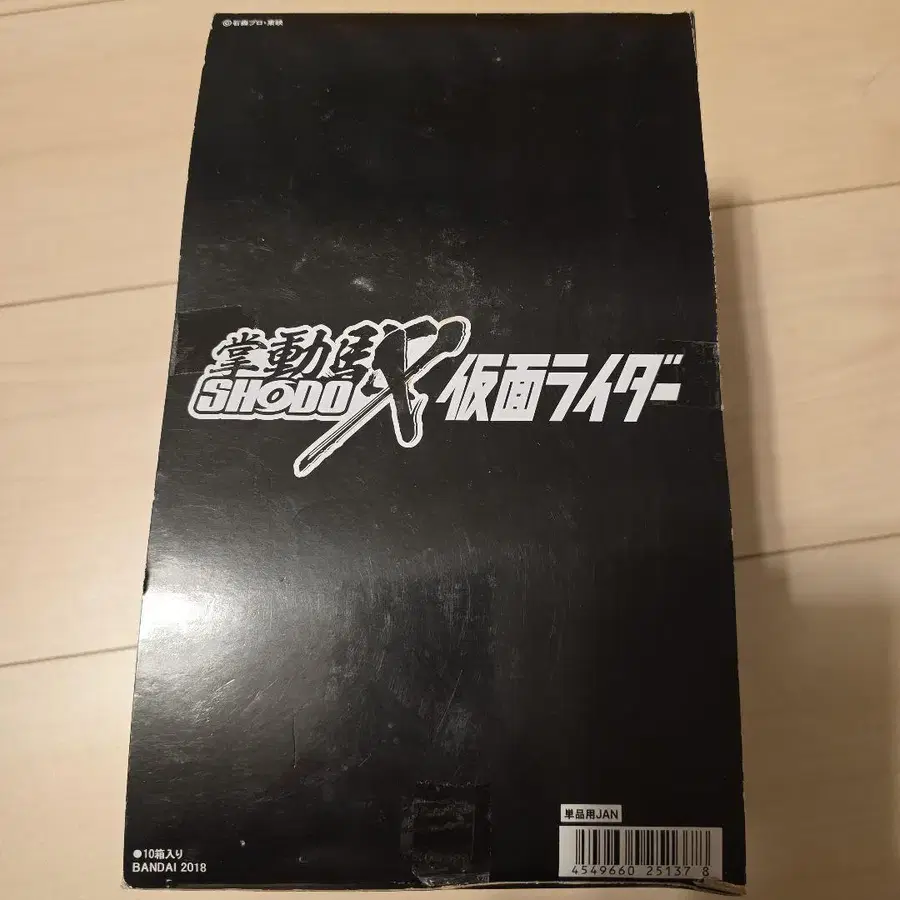 ©石森プロ・東映
掌動駕
SHODO
X
仮面ライダー
単品用JAN
4549660 25137 8
●10箱入り
BANDAI 2018